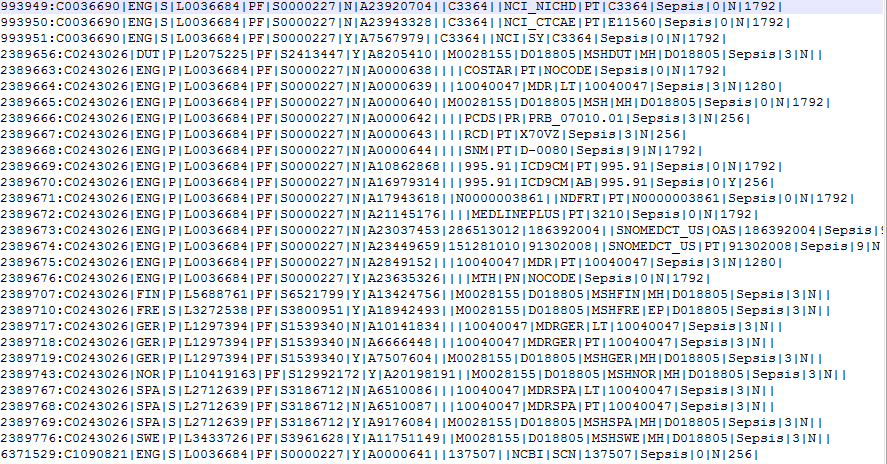 993949:C0036690|ENG|S|L0036684|PF|S0000227|N|A23920704||C3364||NCI_NICHD|PT|C3364|Sepsis|0|N|1792|
993950:C0036690|ENG|S|L0036684|PF|S0000227|N|A23943328||C3364||NCI_CTCAE|PT|E11560|Sepsis|0|N|1792|
993951:C0036690|ENG|S|L0036684|PF|S0000227|Y|A7567979||C3364||NCI|SY|C3364|Sepsis|0|N|1792|
2389656:C0243026|DUT|P|L2075225|PF|S2413447|Y|A8205410||M0028155|D018805|MSHDUT|MH|D018805|Sepsis|3|N||
2389663:C0243026|ENG|P|L0036684|PF|S0000227|N|A0000638||||COSTAR|PT|NOCODE|Sepsis|0|N|1792|
2389664:C0243026|ENG|P|L0036684|PF|S0000227|N|A0000639|||10040047|MDR|LT|10040047|Sepsis|3|N|1280|
2389665:C0243026|ENG|P|L0036684|PF|S0000227|N|A0000640||M0028155|D018805|MSH|MH|D018805|Sepsis|0|N|1792|
2389666:C0243026|ENG|P|L0036684|PF|S0000227|N|A0000642||||PCDS|PR|PRB_07010.01|Sepsis|3|N|256|
2389667:C0243026|ENG|P|L0036684|PF|S0000227|N|A0000643||||RCD|PT|X70VZ|Sepsis|3|N|256|
2389668:C0243026|ENG|P|L0036684|PF|S0000227|N|A0000644||||SNM|PT|D-0080|Sepsis|9|N|1792|
2389669:C0243026|ENG|P|L0036684|PF|S0000227|N|A10862868|||995.91|ICD9CM|PT|995.91|Sepsis|0|N|1792|
2389670:C0243026|ENG|P|L0036684|PF|S0000227|N|A16979314|||995.91|ICD9CM|AB|995.91|Sepsis|0|Y|256|
2389671:C0243026|ENG|P|L0036684|PF|S0000227|N|A17943618||N0000003861||NDFRT|PT|N0000003861|Sepsis|0|N|1792|
2389672:C0243026|ENG|P|L0036684|PF|S0000227|N|A21145176||||MEDLINEPLUS|PT|3210|Sepsis|0|N|1792|
2389673:C0243026|ENG|P|L0036684|PF|S0000227|N|A23037453|286513012|186392004||SNOMEDCT_US|OAS|186392004|Sepsis|9
2389674:C0243026|ENG|P|L0036684|PF|S0000227|N|A23449659|151281010|91302008||SNOMEDCT_US|PT|91302008|Sepsis|9|N
2389675:C0243026|ENG|P|L0036684|PF|S0000227|N|A2849152|||10040047|MDR|PT|10040047|Sepsis|3|N|1280|
2389676:C0243026|ENG|P|L0036684|PF|S0000227|Y|A23635326||||MTH|PN|NOCODE|Sepsis|0|N|1792|
2389707:C0243026|FIN|P|L5688761|PF|S6521799|Y|A13424756||M0028155|D018805|MSHFIN|MH|D018805|Sepsis|3|N||
2389710:C0243026|FRE|S|L3272538|PF|S3800951|Y|A18942493||M0028155|D018805|MSHFRE|EP|D018805|Sepsis|3|N||
2389717:C0243026|GER|P|L1297394|PF|S1539340|N|A10141834|||10040047|MDRGER|LT|10040047|Sepsis|3|N||
2389718:C0243026|GER|P|L1297394|PF|S1539340|N|A6666448|||10040047|MDRGER|PT|10040047|Sepsis|3|N||
2389719:C0243026|GER|P|L1297394|PF|S1539340|Y|A7507604||M0028155|D018805|MSHGER|MH|D018805|Sepsis|3|N||
2389743:C0243026|NOR|P|L10419163|PF|S12992172|Y|A20198191||M0028155|D018805|MSHNOR|MH|D018805|Sepsis|3|N||
2389767:C0243026|SPA|S|L2712639|PF|S3186712|N|A6510086|||10040047|MDRSPA|LT|10040047|Sepsis|3|N||
2389768:C0243026|SPA|S|L2712639|PF|S3186712|N|A6510087|||10040047|MDRSPA|PT|10040047|Sepsis|3|N||
2389769:C0243026|SPA|S|L2712639|PF|S3186712|Y|A9176084||M0028155|D018805|MSHSPA|MH|D018805|Sepsis|3|N||
2389776:C0243026|SWE|P|L3433726|PF|S3961628|Y|A11751149||M0028155|D018805|MSHSWE|MH|D018805|Sepsis|3|N||
6371529:C1090821|ENG|S|L0036684|PF|S0000227|Y|A0000641||137507||NCBI|SCN|137507|Sepsis|0|N|256|